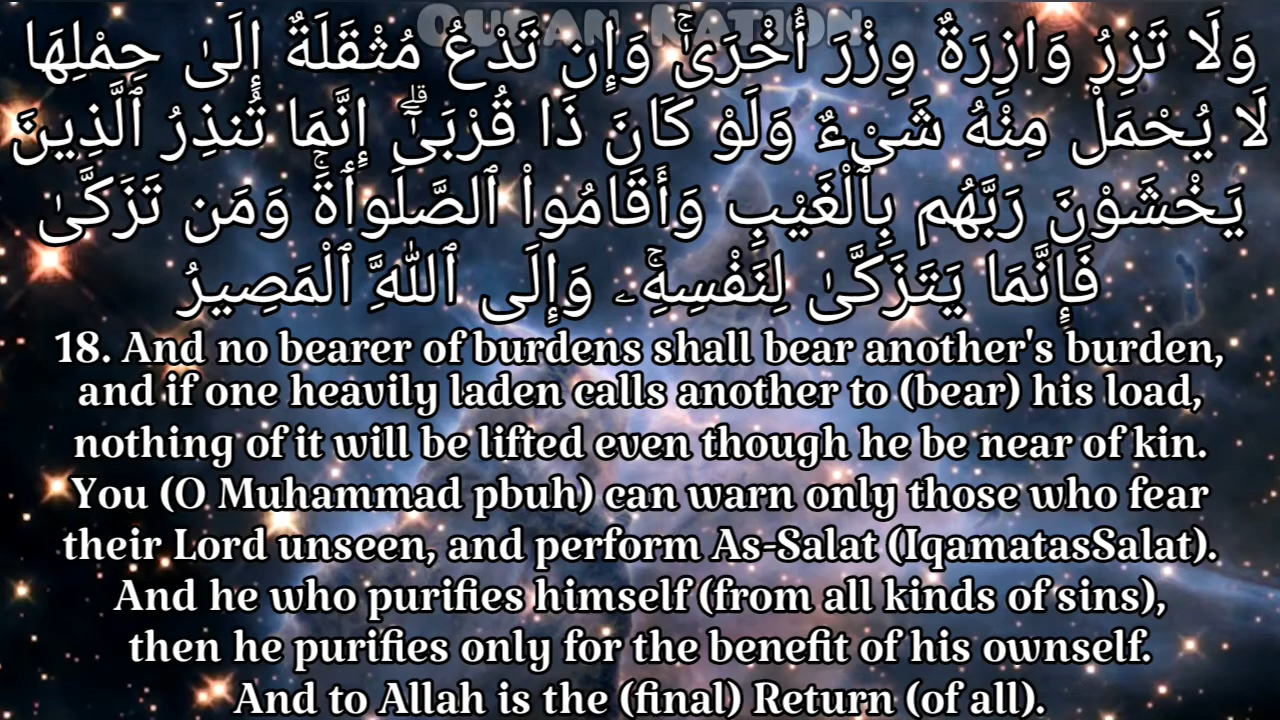 Quran Nation
وَلَا تَزِرُ وَازِرَةٌ وِزْرَ أُخْرَىٰۚ وَإِن تَدْعُ مُثْقَلَةٌ إِلَىٰ حِمْلِهَا
لَا يُحْمَلْ مِنْهُ شَىْءٌ وَلَوْ كَانَ ذَا قُرْبَىٰٓۗ إِنَّمَا تُنذِرُ ٱلَّذِينَ
يَخْشَوْنَ رَبَّهُم بِٱلْغَيْبِ وَأَقَامُوا۟ ٱلصَّلَوٲةَۚ وَمَن تَزَكَّىٰ
فَإِنَّمَا يَتَزَكَّىٰ لِنَفْسِهِۦۚ وَإِلَى ٱللَّهِ ٱلْمَصِيرُ
18. And no bearer of burdens shall bear another's burden,
and if one heavily laden calls another to (bear) his load,
nothing of it will be lifted even though he be near of kin.
You (O Muhammad pbuh) can warn only those who fear
their Lord unseen, and perform As-Salat (IqamatasSalat).
And he who purifies himself (from all kinds of sins),
then he purifies only for the benefit of his ownself.
And to Allah is the (final) Return (of all).